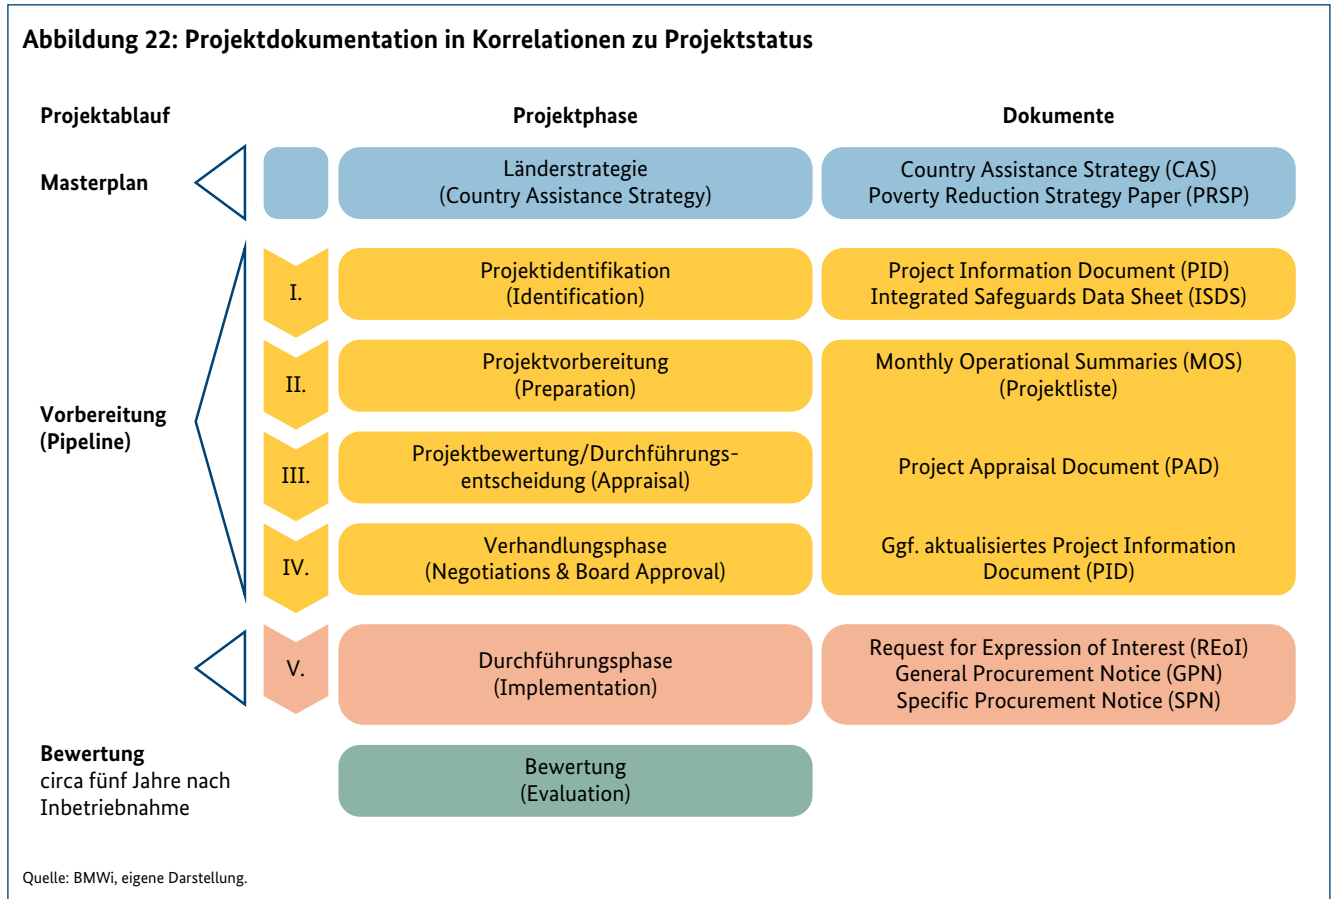 Abbildung 22: Projektdokumentation in Korrelationen zu Projektstatus
Projektablauf
Projektphase
Dokumente
Masterplan
Länderstrategie
(Country Assistance Strategy)
Country Assistance Strategy (CAS)
Poverty Reduction Strategy Paper (PRSP)
Vorbereitung
(Pipeline)
I.
Projektidentifikation
(Identification)
Project Information Document (PID)
Integrated Safeguards Data Sheet (ISDS)
II.
Projektvorbereitung
(Preparation)
Monthly Operational Summaries (MOS)
(Projektliste)
III.
Projektbewertung/Durchführungs-
entscheidung (Appraisal)
Project Appraisal Document (PAD)
IV.
Verhandlungsphase
(Negotiations & Board Approval)
Ggf. aktualisiertes Project Information
Document (PID)
V.
Durchführungsphase
(Implementation)
Request for Expression of Interest (REoI)
General Procurement Notice (GPN)
Specific Procurement Notice (SPN)
Bewertung
circa fünf Jahre nach
Inbetriebnahme
Bewertung
(Evaluation)
Quelle: BMWi, eigene Darstellung.